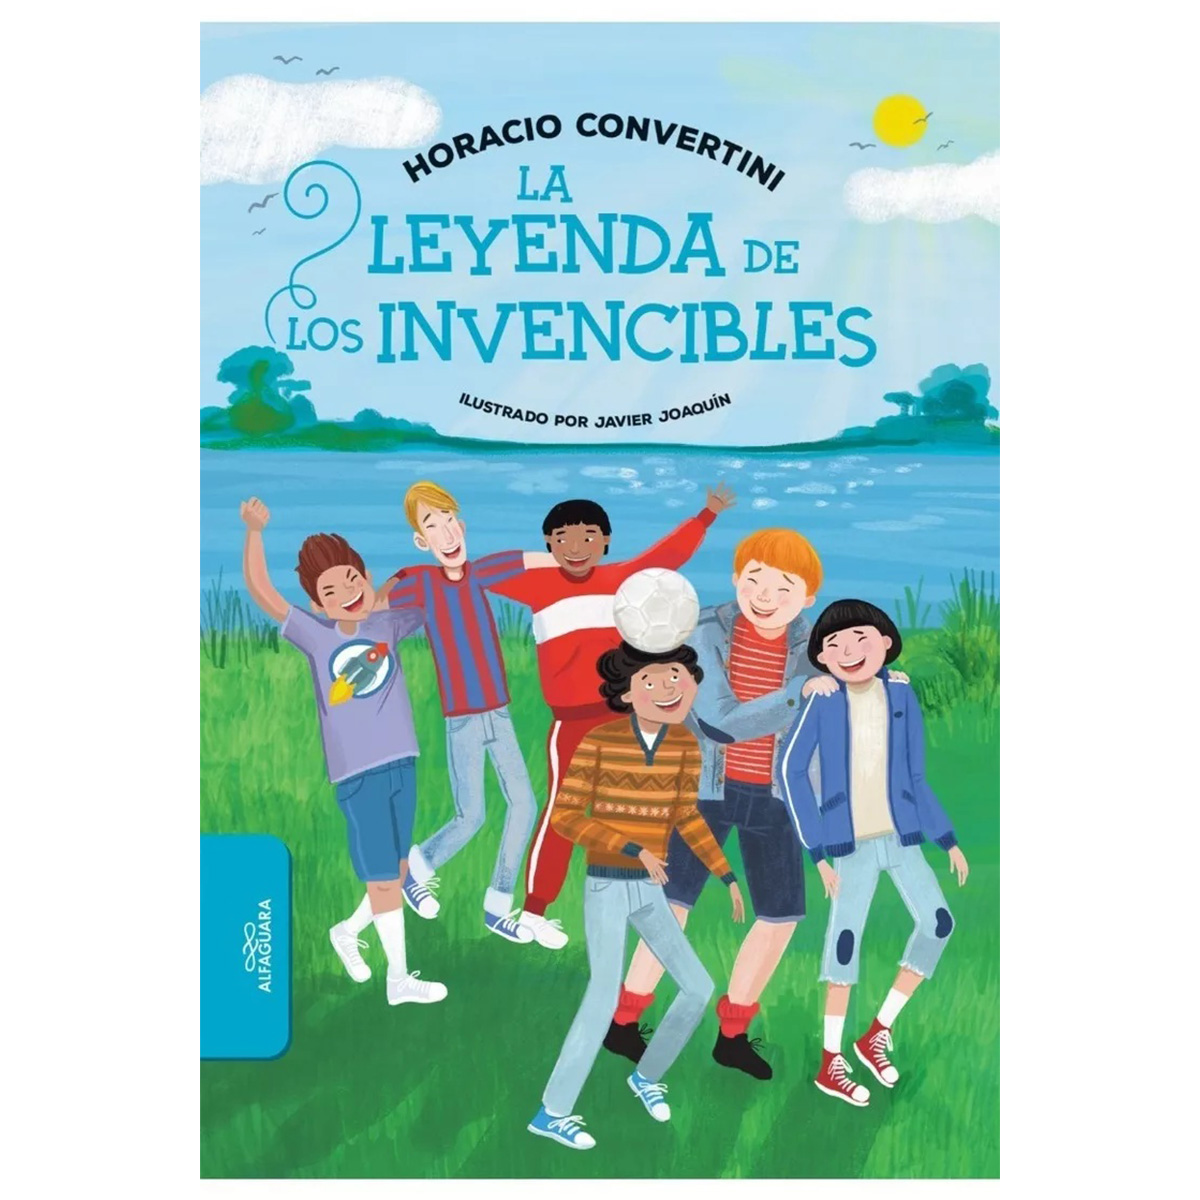 HORACIO CONVERTINI
LA
LEYENDA DE
LOS INVENCIBLES
ILUSTRADO POR JAVIER JOAQUÍN
ALFAGUARA